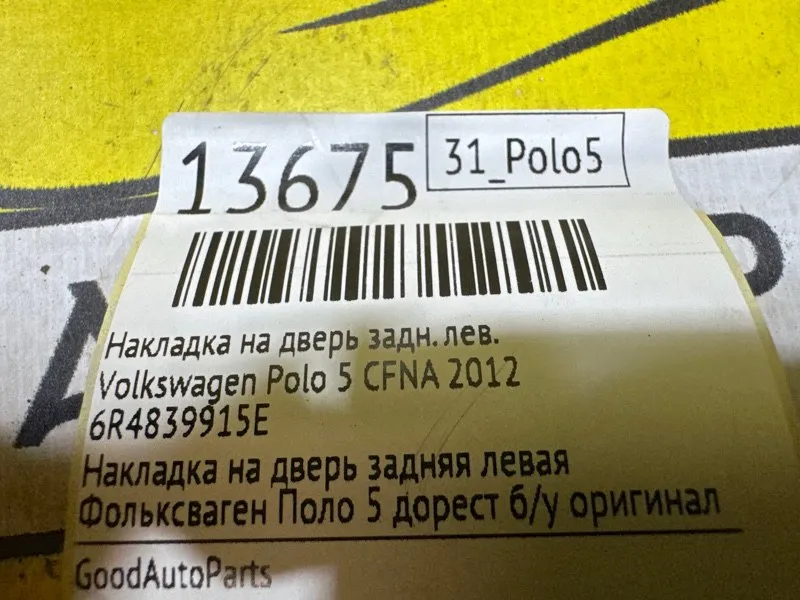 13675
31_Polo5
Накладка на дверь задн. лев.
Volkswagen Polo 5 CFNA 2012
6R4839915E
Накладка на дверь задняя левая
Фольксваген Поло 5 дорест б/у оригинал
GoodAutoParts